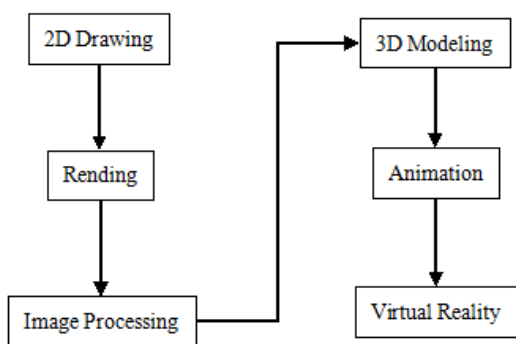 2D Drawing
Rending
Image Processing
3D Modeling
Animation
Virtual Reality